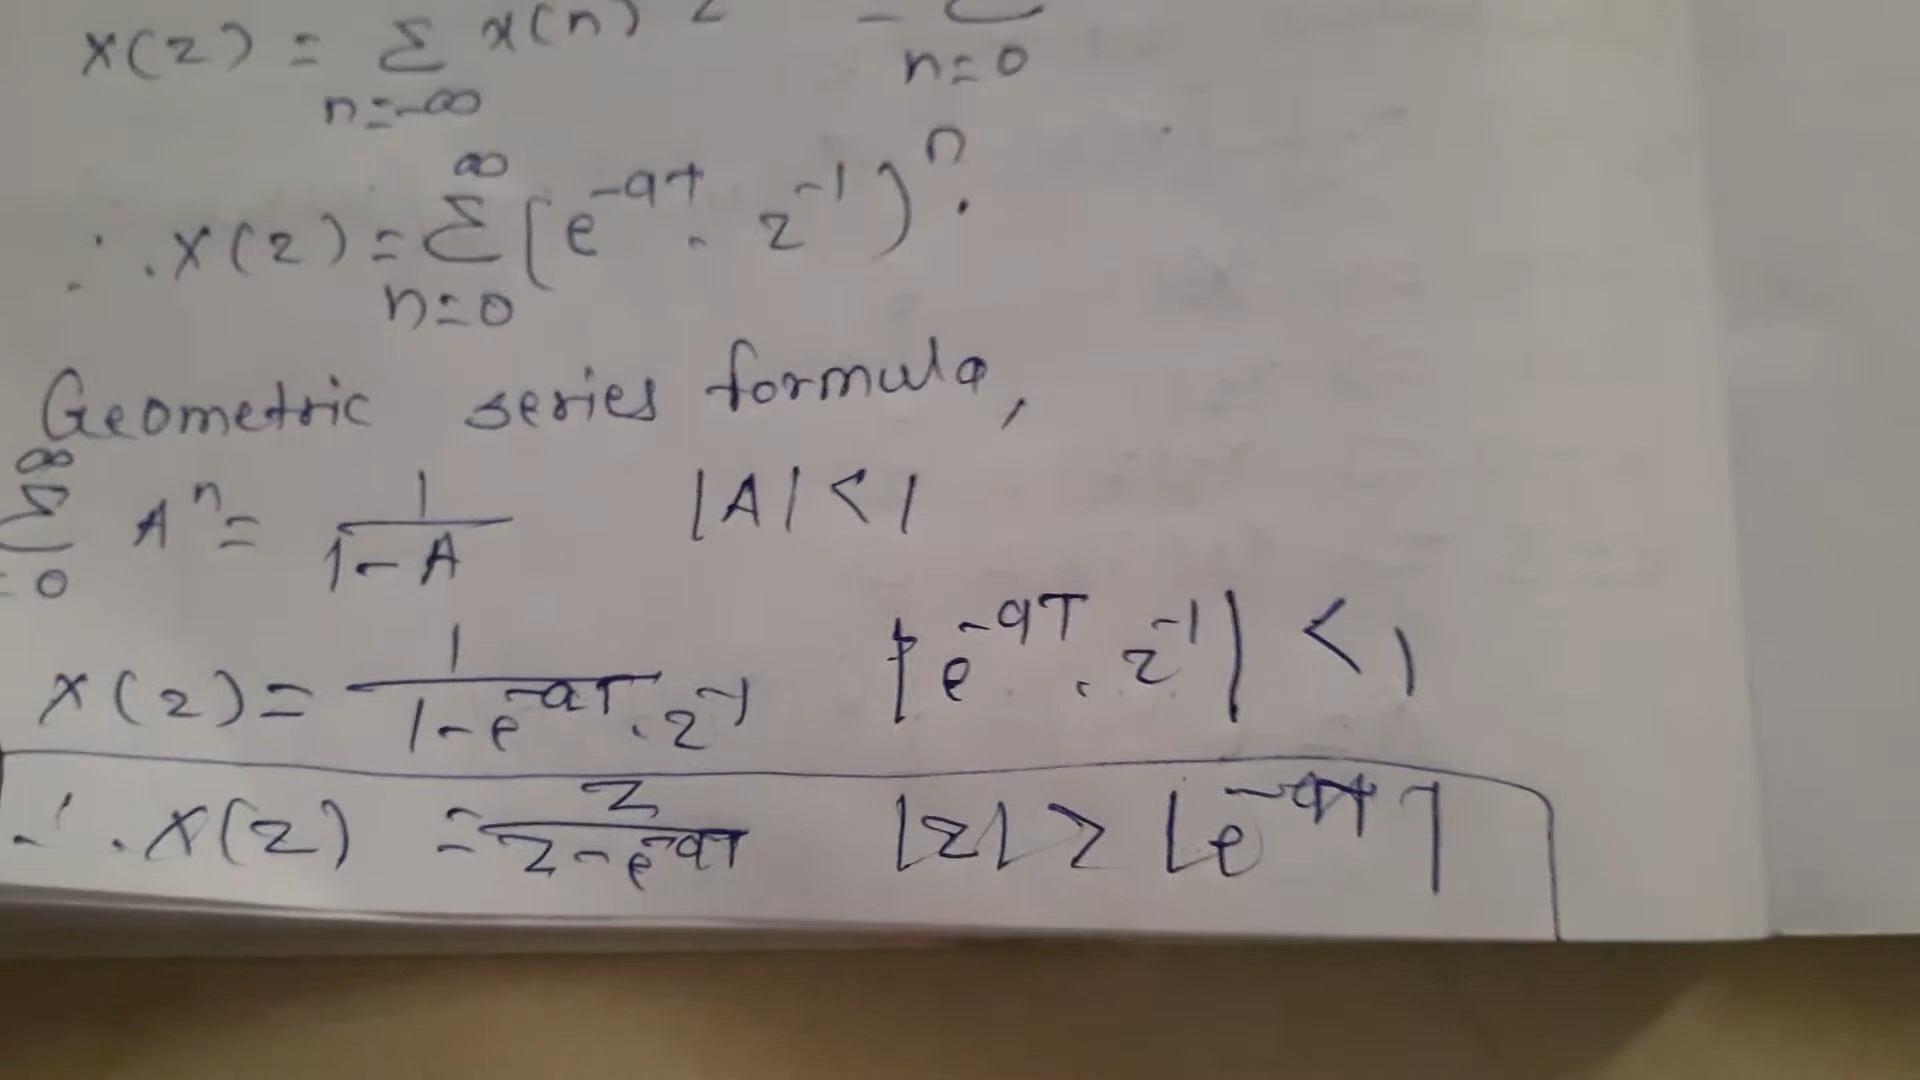 X(z) = Σ x(n) z - Σ
n=-∞ n=0
∴ X(z) = Σ (e^-aT . z^-1)^n.
∞
n=0
Geometric series formula,
∞
Σ A^n = 1/(1-A) |A| < 1
=0
X(z) = 1/(1-e^-aT . z^-1) |e^-aT . z^-1| < 1
∴ X(z) = z/(z-e^-aT) |z| > |e^-aT|